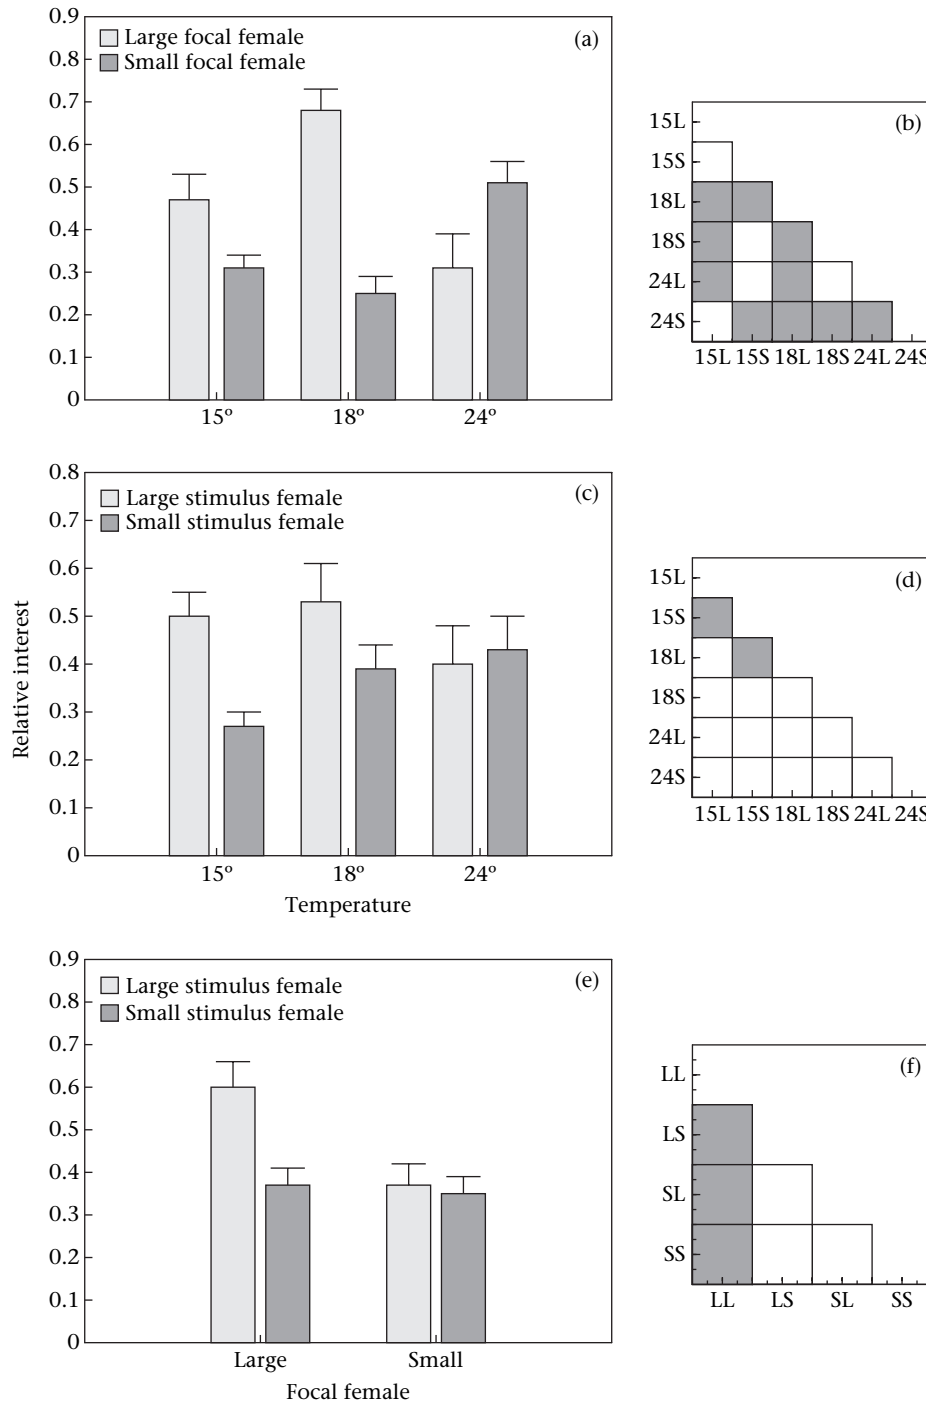 0.9
Large focal female
(a)
Small focal female
0.8
0.7
0.6
0.5
0.4
0.3
0.2
0.1
0
15º 18º 24º
(b)
15L
15S
18L
18S
24L
24S
15L 15S 18L 18S 24L 24S
0.8
Large stimulus female
(c)
Small stimulus female
0.7
0.6
0.5
0.4
0.3
0.2
0.1
0
15º 18º 24º
Temperature
Relative interest
(d)
15L
15S
18L
18S
24L
24S
15L 15S 18L 18S 24L 24S
0.9
Large stimulus female
(e)
Small stimulus female
0.8
0.7
0.6
0.5
0.4
0.3
0.2
0.1
0
Large Small
Focal female
(f)
LL
LS
SL
SS
LL LS SL SS